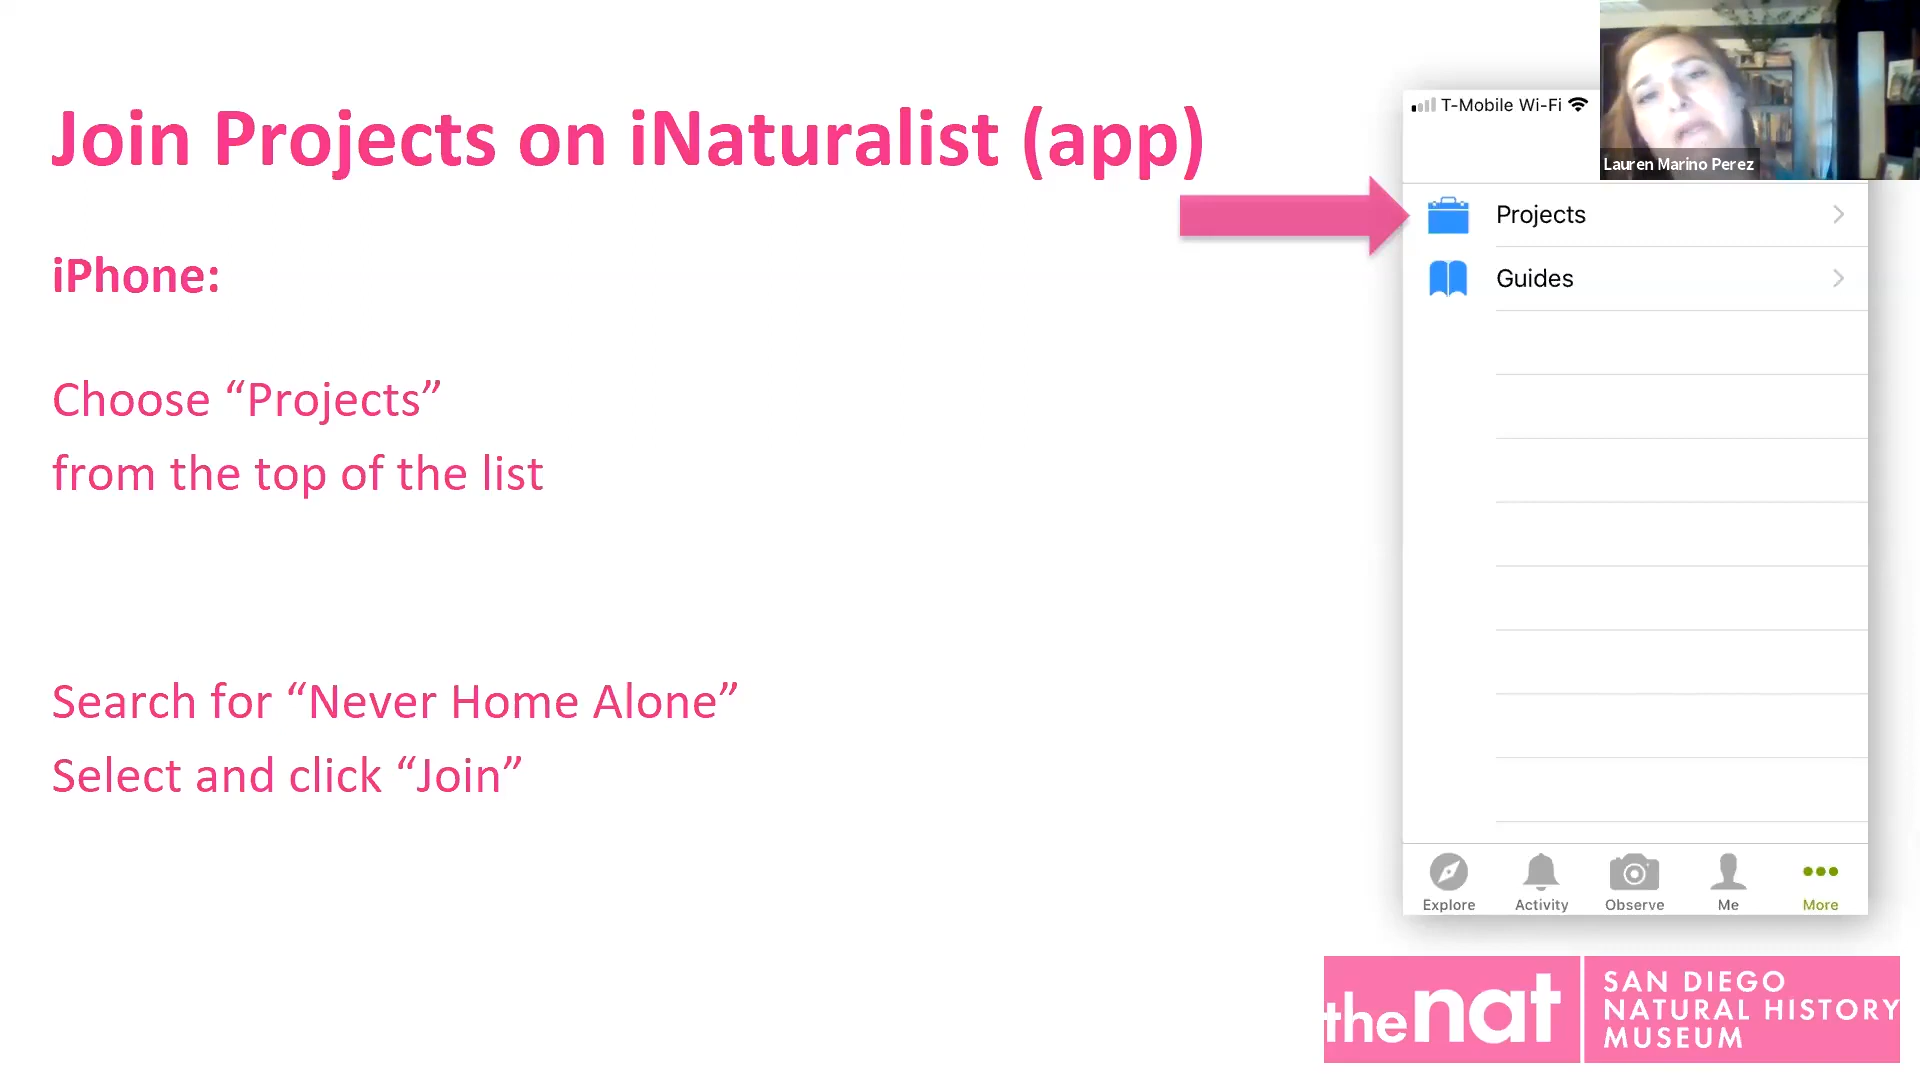 Join Projects on iNaturalist (app)
iPhone:
Choose “Projects”
from the top of the list
Search for “Never Home Alone”
Select and click “Join”
T-Mobile Wi-Fi
Lauren Marino Perez
Projects
Guides
Explore
Activity
Observe
Me
More
the nat
SAN DIEGO
NATURAL HISTORY
MUSEUM